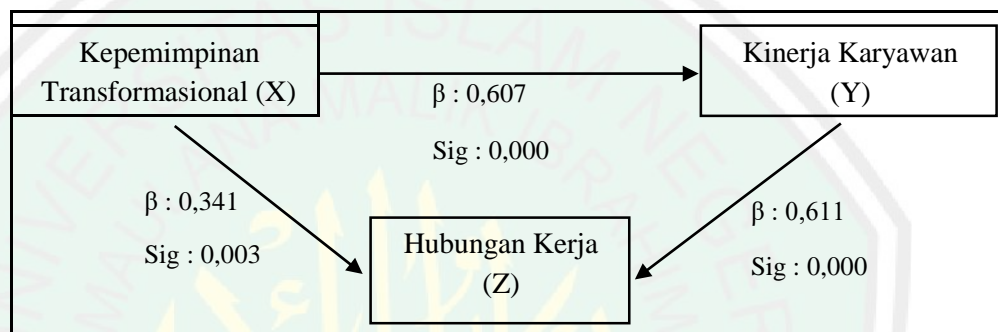 Kepemimpinan
Transformasional (X)
Kinerja Karyawan
(Y)
β : 0,607
Sig : 0,000
β : 0,341
Sig : 0,003
β : 0,611
Sig : 0,000
Hubungan Kerja
(Z)